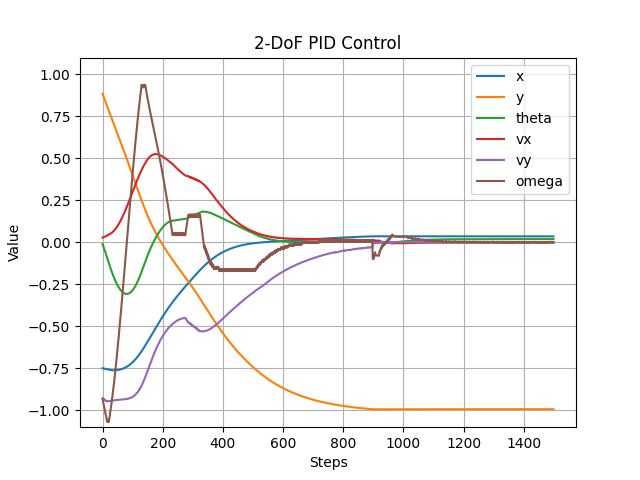 2-DoF PID Control
1.00
0.75
0.50
0.25
0.00
−0.25
−0.50
−0.75
−1.00
Value
x
y
theta
vx
vy
omega
0
200
400
600
800
1000
1200
1400
Steps